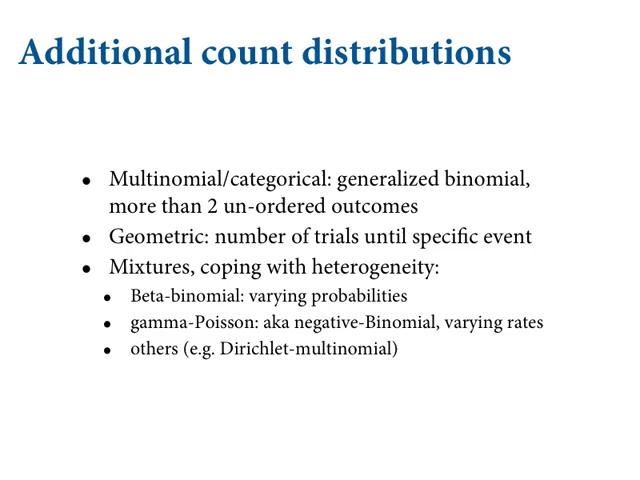 Additional count distributions
• Multinomial/categorical: generalized binomial,
more than 2 un-ordered outcomes
• Geometric: number of trials until specific event
• Mixtures, coping with heterogeneity:
• Beta-binomial: varying probabilities
• gamma-Poisson: aka negative-Binomial, varying rates
• others (e.g. Dirichlet-multinomial)